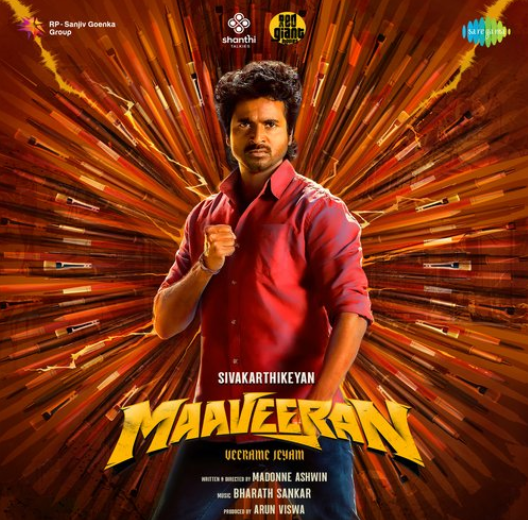 RP - Sanjiv Goenka
Group
shanthi
TALKIES
RED
GIANT
MOVIES
SAREGAMA
SIVAKARTHIKEYAN
MAAVEERAN
VEERAME JEYAM
WRITTEN & DIRECTED BY MADONNE ASHWIN
MUSIC BHARATH SANKAR
PRODUCED BY ARUN VISWA